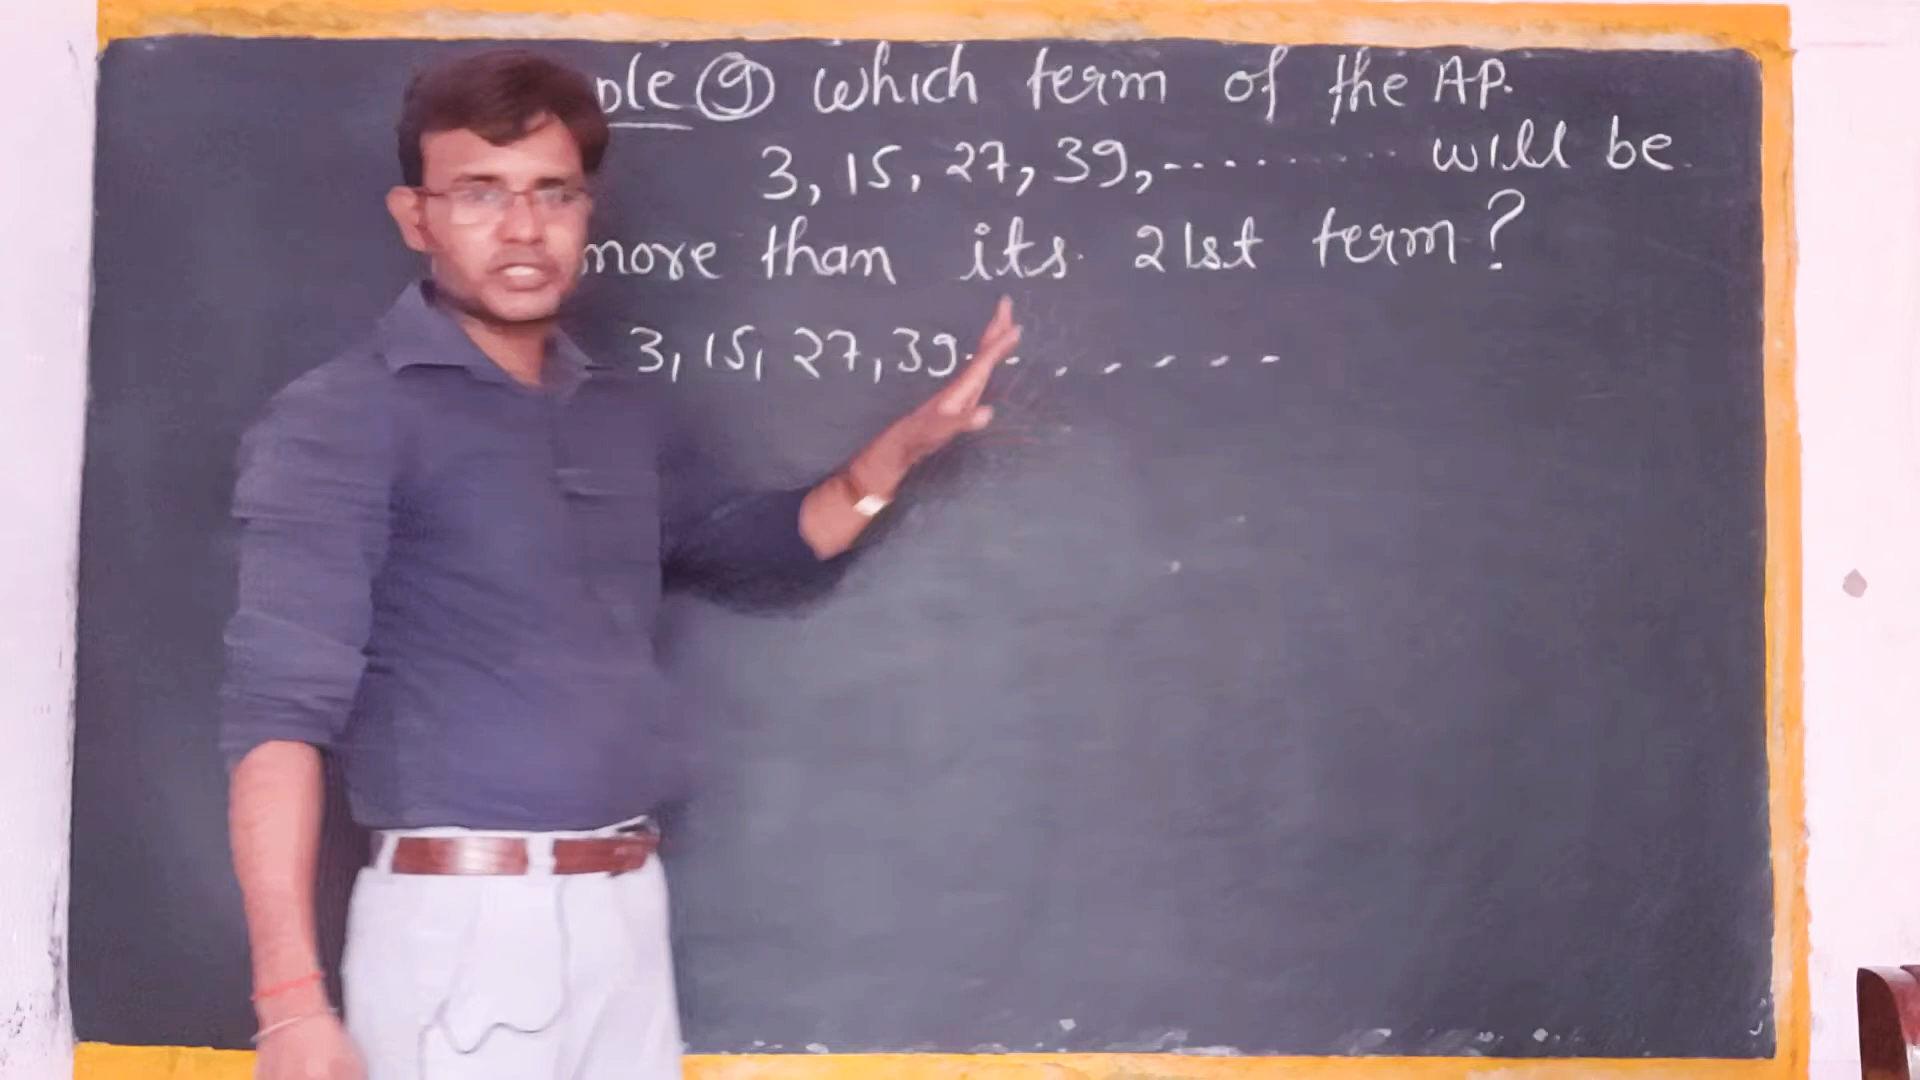 ple 9 which term of the AP.
3, 15, 27, 39, ......... will be
more than its 21st term?
3, 15, 27, 39.........